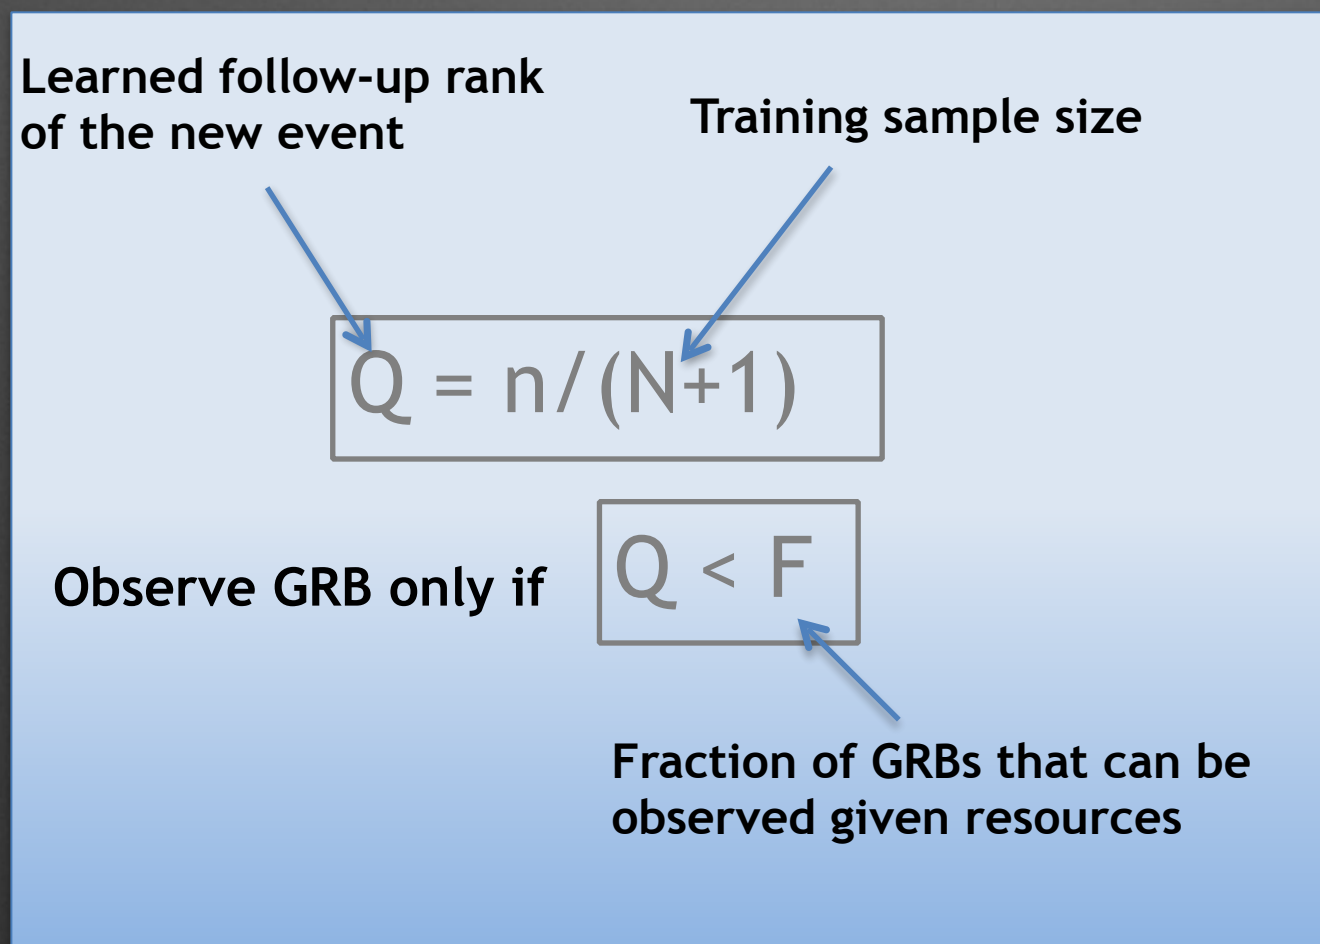 Learned follow-up rank
of the new event
Training sample size
Q = n/(N+1)
Observe GRB only if
Q < F
Fraction of GRBs that can be
observed given resources